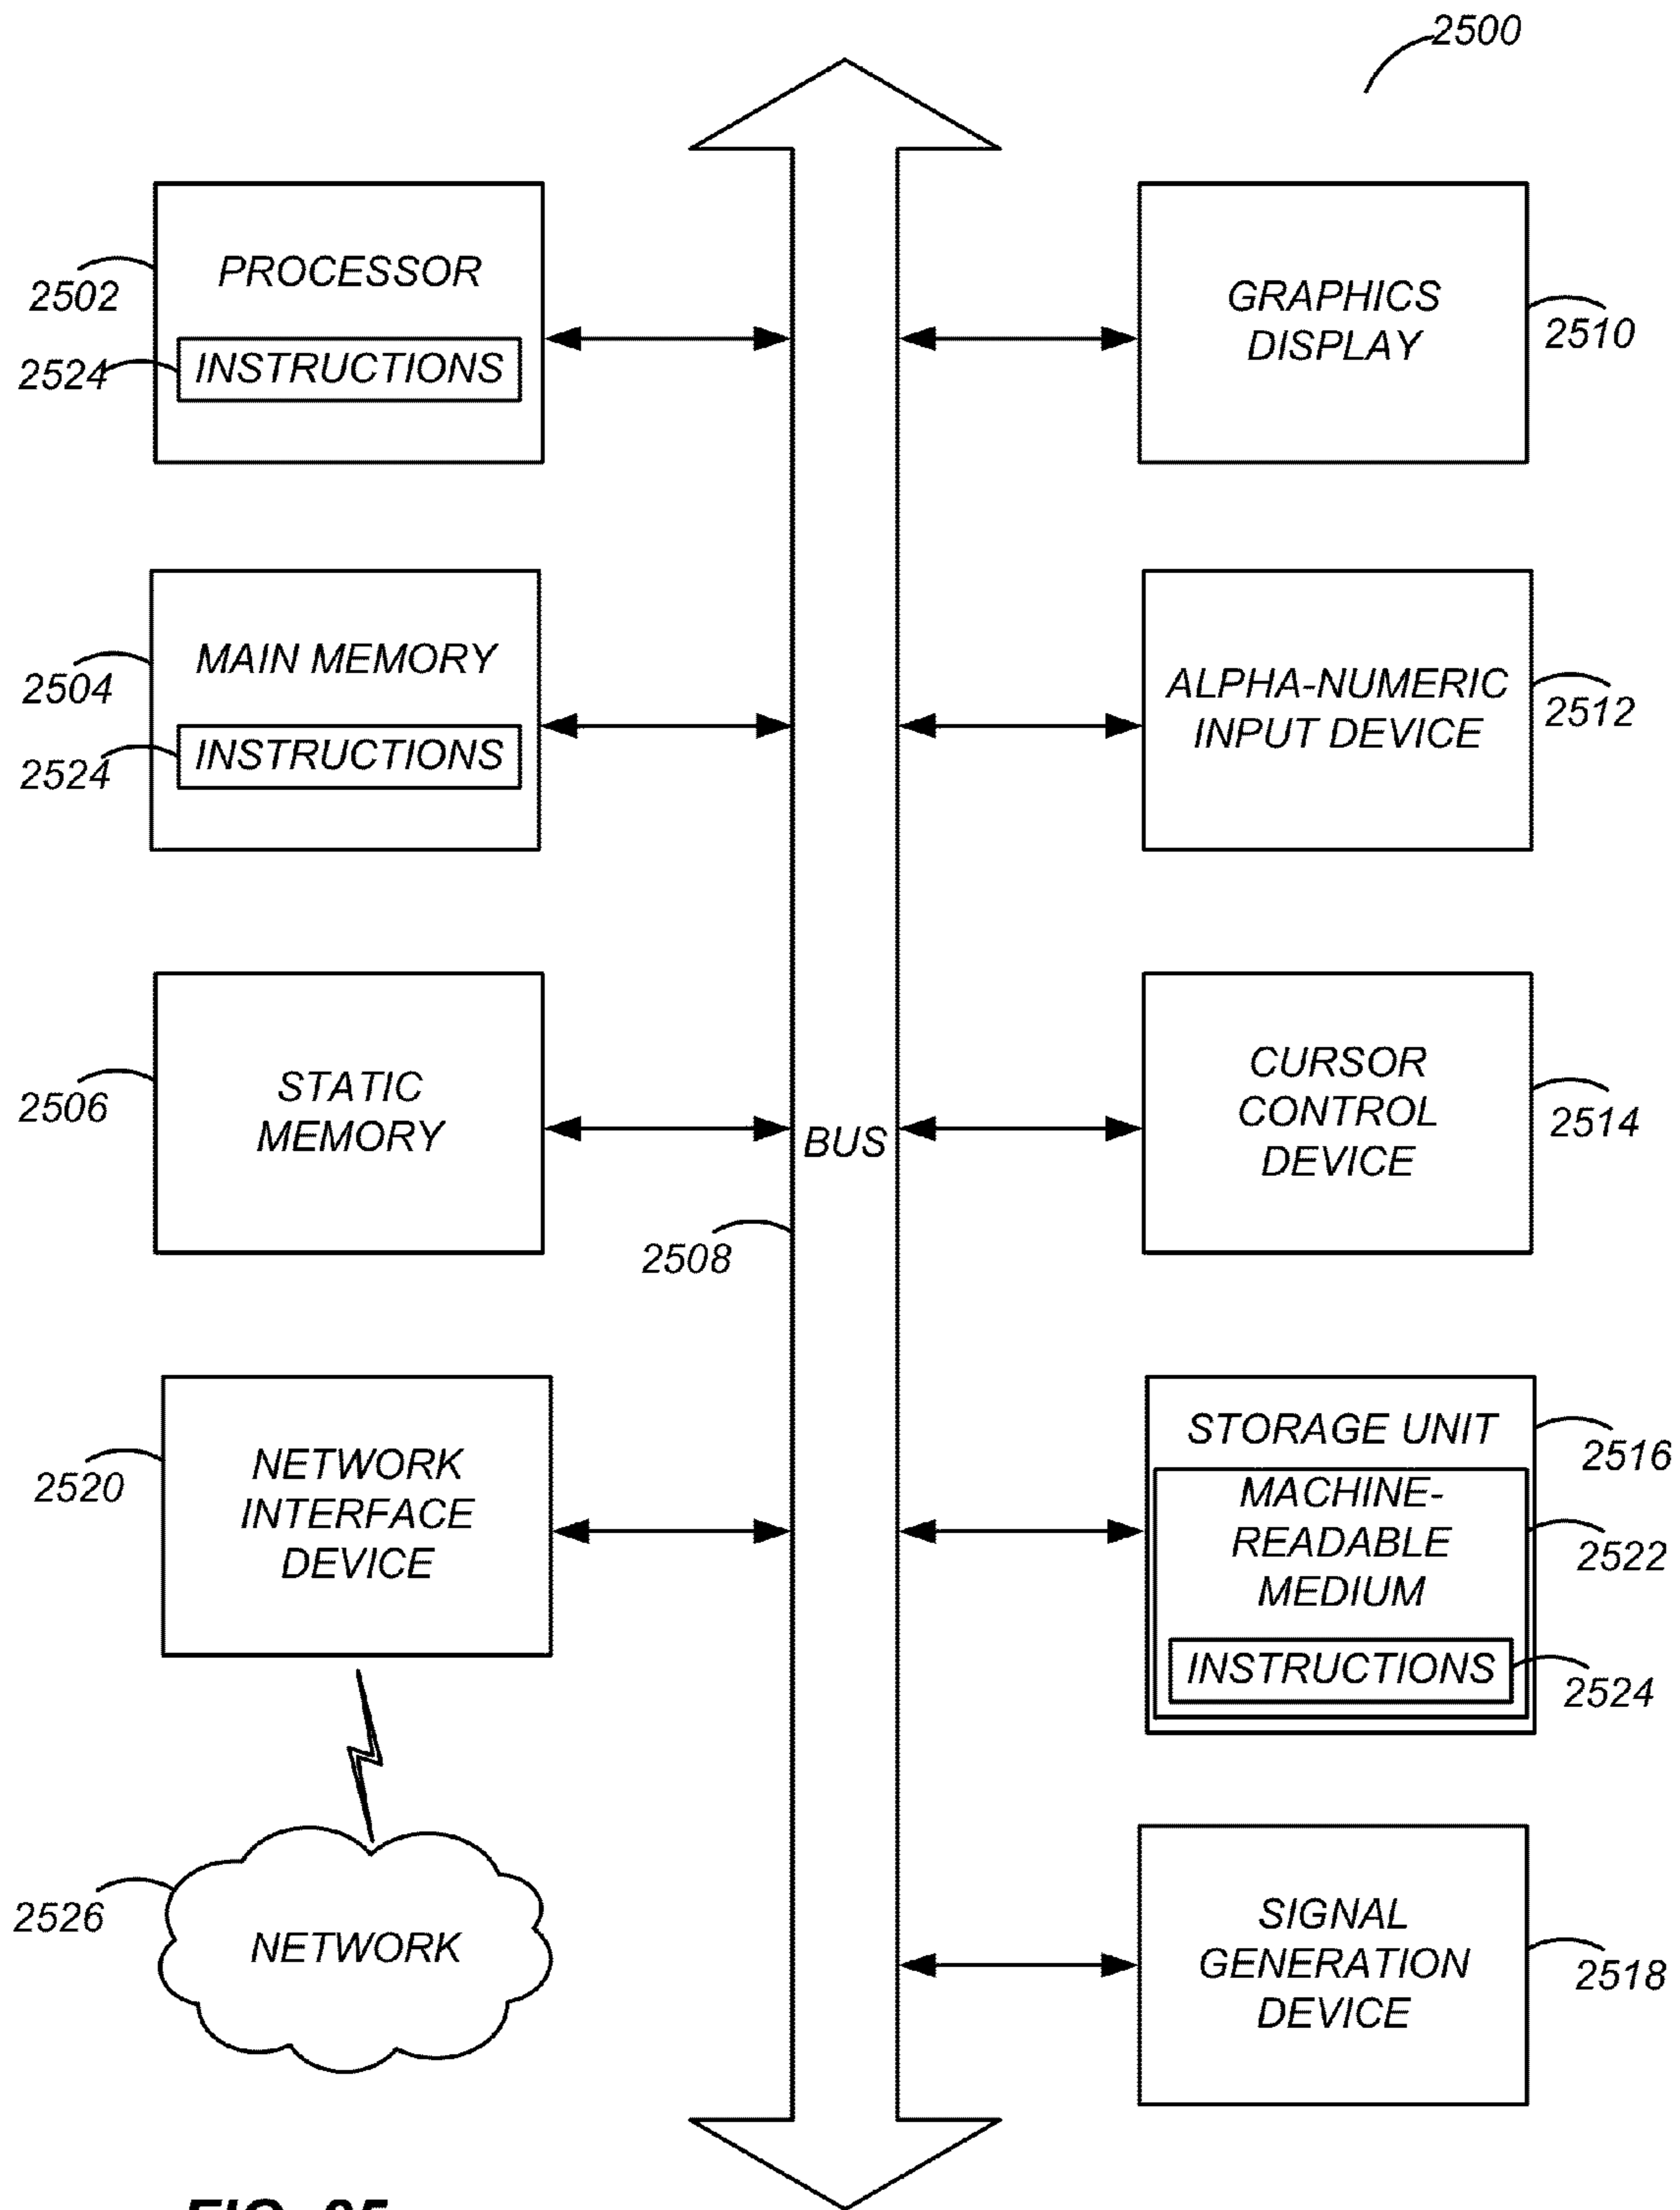 2500
PROCESSOR
2502
2524
INSTRUCTIONS
GRAPHICS
DISPLAY
2510
MAIN MEMORY
2504
2524
INSTRUCTIONS
ALPHA-NUMERIC
INPUT DEVICE
2512
STATIC
MEMORY
2506
BUS
2508
CURSOR
CONTROL
DEVICE
2514
NETWORK
INTERFACE
DEVICE
2520
STORAGE UNIT
2516
MACHINE-
READABLE
MEDIUM
2522
INSTRUCTIONS
2524
2526
NETWORK
SIGNAL
GENERATION
DEVICE
2518
FIG. 25